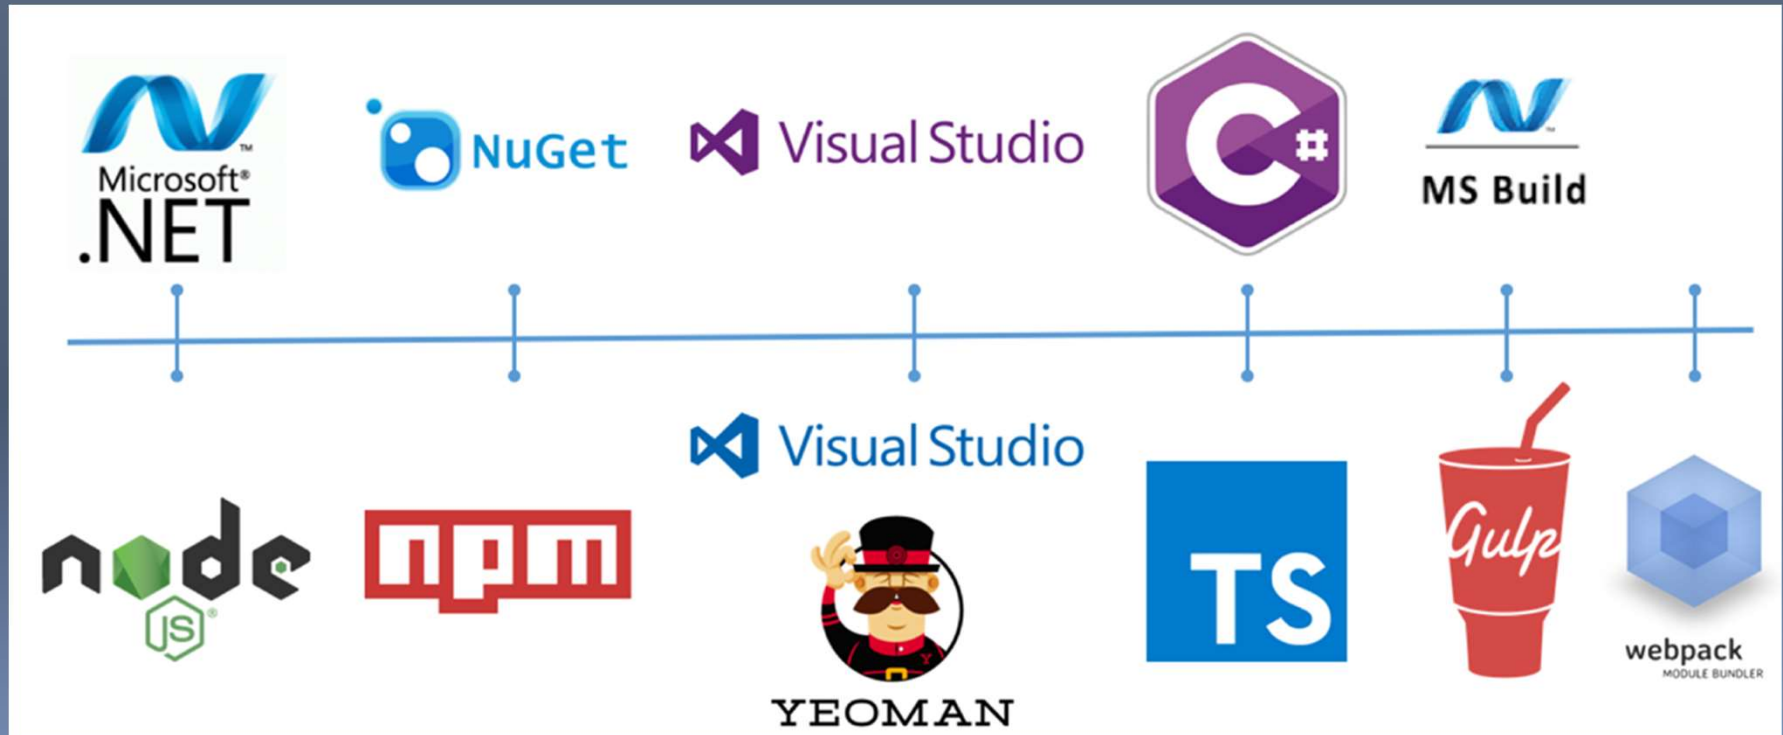 Microsoft®
.NET
NuGet
Visual Studio
C#
MS Build
Visual Studio
node
JS®
npm
YEOMAN
TS
Gulp
webpack
MODULE BUNDLER